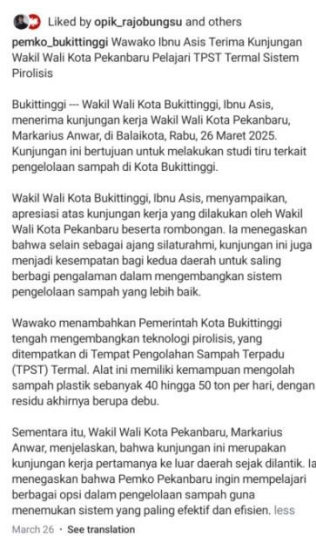 Liked by opik_rajobungsu and others
pemko_bukittinggi Wawako Ibnu Asis Terima Kunjungan
Wakil Wali Kota Pekanbaru Pelajari TPST Termal Sistem
Pirolisis
Bukittinggi --- Wakil Wali Kota Bukittinggi, Ibnu Asis,
menerima kunjungan kerja Wakil Wali Kota Pekanbaru,
Markarius Anwar, di Balaikota, Rabu, 26 Maret 2025.
Kunjungan ini bertujuan untuk melakukan studi tiru terkait
pengelolaan sampah di Kota Bukittinggi.
Wakil Wali Kota Bukittinggi, Ibnu Asis, menyampaikan,
apresiasi atas kunjungan kerja yang dilakukan oleh Wakil
Wali Kota Pekanbaru beserta rombongan. Ia menegaskan
bahwa selain sebagai ajang silaturahmi, kunjungan ini juga
menjadi kesempatan bagi kedua daerah untuk saling
berbagi pengalaman dalam mengembangkan sistem
pengelolaan sampah yang lebih baik.
Wawako menambahkan Pemerintah Kota Bukittinggi
tengah mengembangkan teknologi pirolisis, yang
ditempatkan di Tempat Pengolahan Sampah Terpadu
(TPST) Termal. Alat ini memiliki kemampuan mengolah
sampah plastik sebanyak 40 hingga 50 ton per hari, dengan
residu akhirnya berupa debu.
Sementara itu, Wakil Wali Kota Pekanbaru, Markarius
Anwar, menjelaskan, bahwa kunjungan ini merupakan
kunjungan kerja pertamanya ke luar daerah sejak dilantik. Ia
menegaskan bahwa Pemko Pekanbaru ingin mempelajari
berbagai opsi dalam pengelolaan sampah guna
menemukan sistem yang paling efektif dan efisien. less
March 26 • See translation